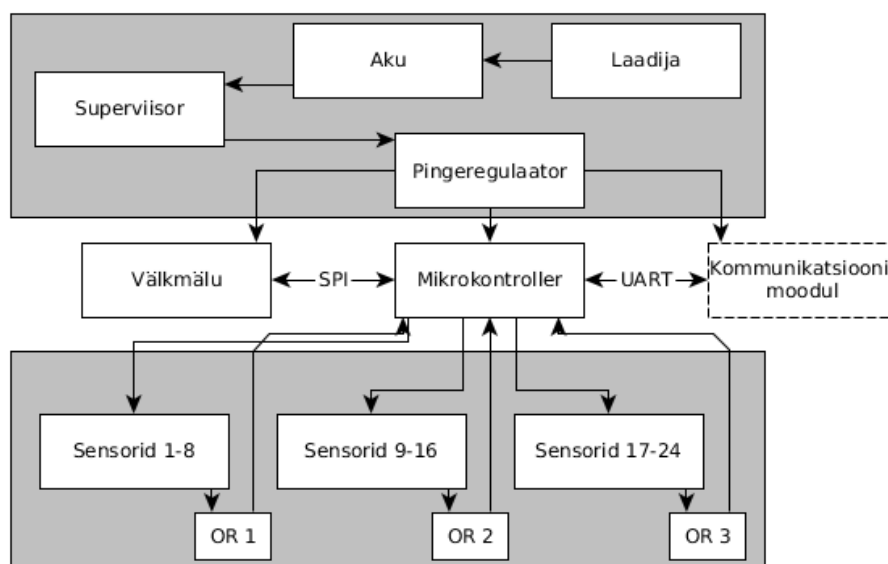 Aku
Laadija
Superviisor
Pingeregulaator
Välkmälu
SPI
Mikrokontroller
UART
Kommunikatsiooni
moodul
Sensorid 1-8
Sensorid 9-16
Sensorid 17-24
OR 1
OR 2
OR 3